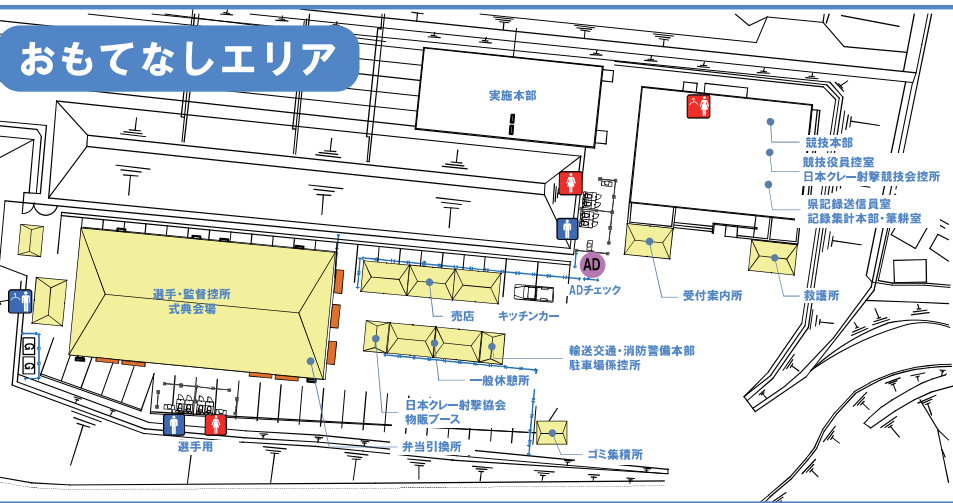 おもてなしエリア
実施本部
競技本部
競技役員控室
日本クレー射撃競技会控所
県記録送信員室
記録集計本部・筆耕室
AD
ADチェック
選手・監督控所
式典会場
売店
キッチンカー
受付案内所
救護所
輸送交通・消防警備本部
駐車場係控所
一般休憩所
日本クレー射撃協会
物販ブース
弁当引換所
選手用
ゴミ集積所
G
G